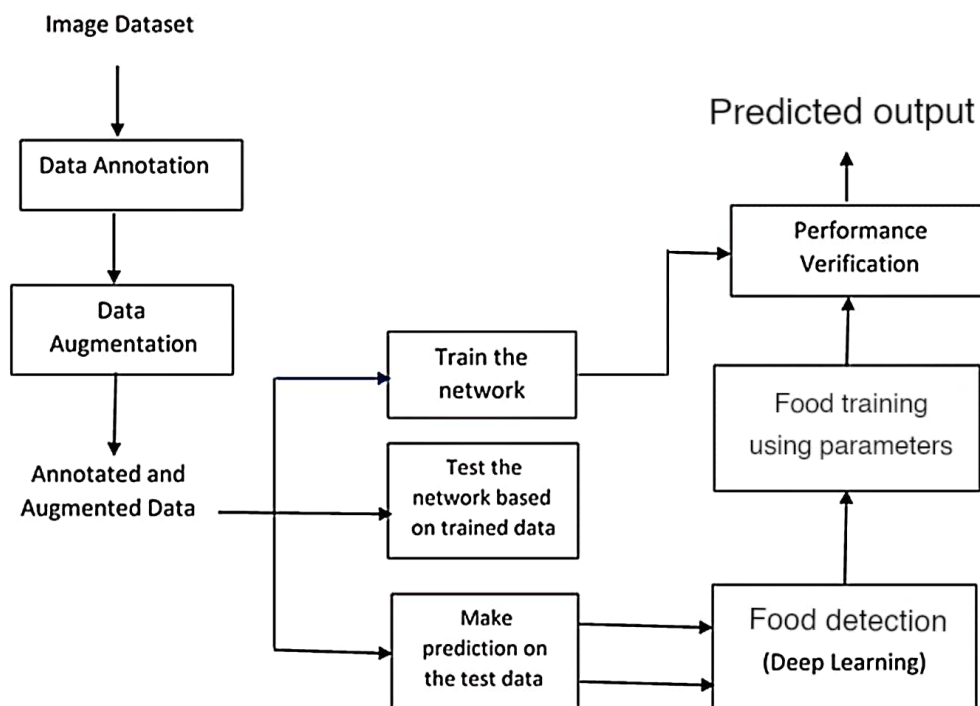 Image Dataset
Data Annotation
Data
Augmentation
Annotated and
Augmented Data
Train the
network
Test the
network based
on trained data
Make
prediction on
the test data
Predicted output
Performance
Verification
Food training
using parameters
Food detection
(Deep Learning)